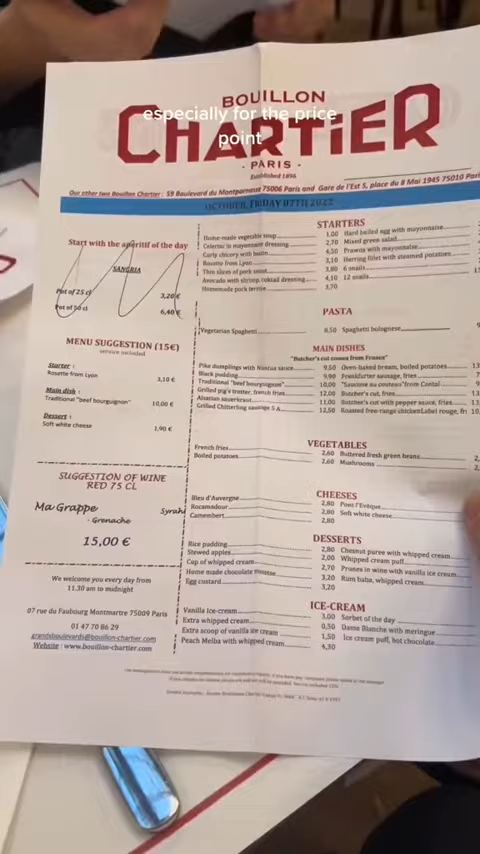 BOUILLON
CHARTIER
especially for the price
point
- PARIS -
Established 1896
Our other two Bouillon Chartier : 59 Boulevard du Montparnasse 75006 Paris and Gare de l'Est 5, place du 8 Mai 1945 75010 Pari
OCTOBER, FRIDAY 07TH 2022
Start with the apéritif of the day
SANGRIA
Pot of 25 cl 3,20 €
Pot of 50 cl 6,40 €
MENU SUGGESTION (15€)
service included
Starter :
Rosette from Lyon 3,10 €
Main dish :
Traditional "beef bourguignon" 10,00 €
Dessert :
Soft white cheese 1,90 €
SUGGESTION OF WINE
RED 75 CL
Ma Grappe Syrah
- Grenache
15,00 €
We welcome you every day from
11.30 am to midnight
07 rue du Faubourg Montmartre 75009 Paris
01 47 70 86 29
grandsboulevards@bouillon-chartier.com
Website : www.bouillon-chartier.com
STARTERS
Home-made vegetable soup 1,00 Hard boiled egg with mayonnaise
Celeriac in mayonnaise dressing 2,70 Mixed green salad
Curly chicory with bacon 4,50 Prawns with mayonnaise
Rosette from Lyon 3,10 Herring fillet with steamed potatoes
Thin slices of pork snout 3,80 6 snails
Avocado with shrimp, coktail dressing 4,10 12 snails
Homemade pork terrine 3,70
PASTA
Vegetarian Spaghetti 6,50 Spaghetti bolognese
MAIN DISHES
"Butcher's cut comes from France"
Pike dumplings with Nantua sauce 9,50 Oven-baked bream, boiled potatoes
Black pudding 9,90 Frankfurter sausage, fries
Traditional "beef bourguignon" 10,00 "Saucisse au couteau" from Cantal
Grilled pig's trotter, french fries 12,00 Butcher's cut, fries
Alsatian sauerkraut 11,00 Butcher's cut with pepper sauce, fries
Grilled Chitterling sausage 5 A 12,50 Roasted free-range chicken Label rouge, fri
VEGETABLES
French fries 2,60 Buttered fresh green beans
Boiled potatoes 2,60 Mushrooms
CHEESES
Bleu d'Auvergne 2,80 Pont l'Evêque
Rocamadour 2,80 Soft white cheese
Camembert 2,80
DESSERTS
Rice pudding 2,80 Chesnut puree with whipped cream
Stewed apples 2,00 Whipped cream puff
Cup of whipped cream 2,70 Prunes in wine with vanilla ice cream
Home made chocolate mousse 3,20 Rum baba, whipped cream
Egg custard 3,20
ICE-CREAM
Vanilla Ice-cream 3,00 Sorbet of the day
Extra whipped cream 0,50 Dame Blanche with meringue
Extra scoop of vanilla ice cream 1,50 Ice cream puff, hot chocolate
Peach Melba with whipped cream 4,30